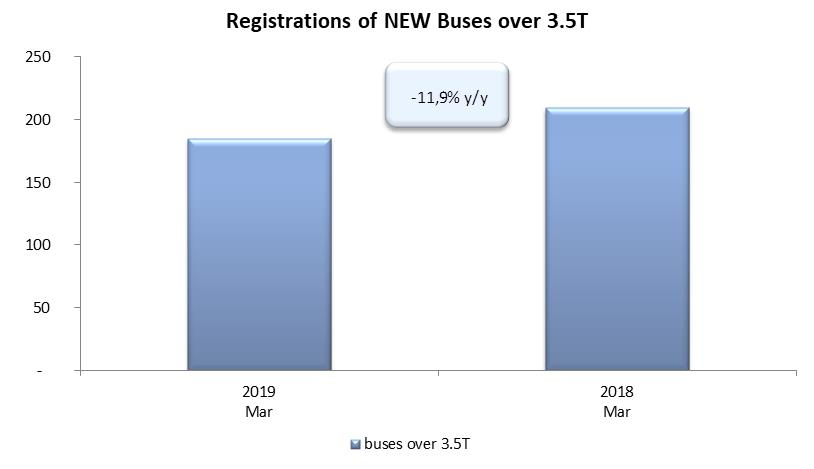 Registrations of NEW Buses over 3.5T
250
-11,9% y/y
200
150
100
50
-
2019
Mar
2018
Mar
buses over 3.5T